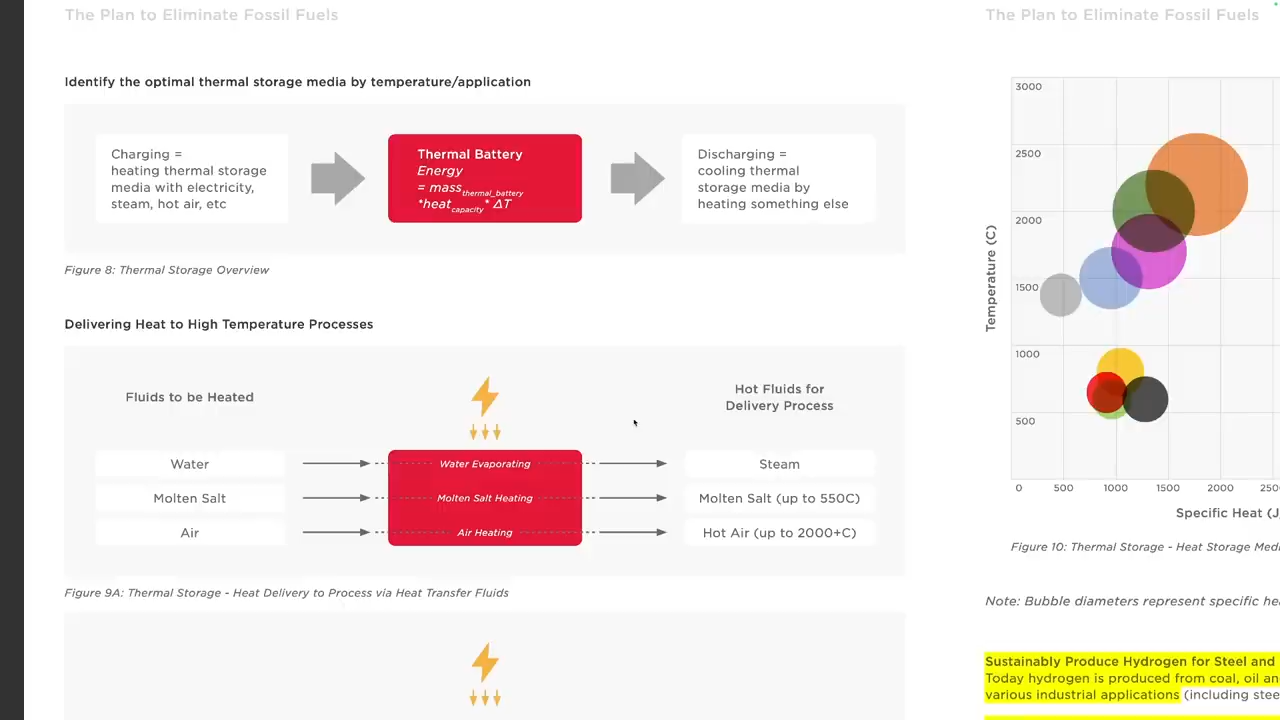 The Plan to Eliminate Fossil Fuels
Identify the optimal thermal storage media by temperature/application
Charging =
heating thermal storage
media with electricity,
steam, hot air, etc
Thermal Battery
Energy
= mass thermal_battery
*heat capacity * ΔT
Discharging =
cooling thermal
storage media by
heating something else
Figure 8: Thermal Storage Overview
Delivering Heat to High Temperature Processes
Fluids to be Heated
Hot Fluids for
Delivery Process
Water
Water Evaporating
Steam
Molten Salt
Molten Salt Heating
Molten Salt (up to 550C)
Air
Air Heating
Hot Air (up to 2000+C)
Figure 9A: Thermal Storage - Heat Delivery to Process via Heat Transfer Fluids
The Plan to Eliminate Fossil Fuels
Temperature (C)
3000
2500
2000
1500
1000
500
0 500 1000 1500 2000 250
Specific Heat (J
Figure 10: Thermal Storage - Heat Storage Medi
Note: Bubble diameters represent specific hea
Sustainably Produce Hydrogen for Steel and
Today hydrogen is produced from coal, oil an
various industrial applications (including stee